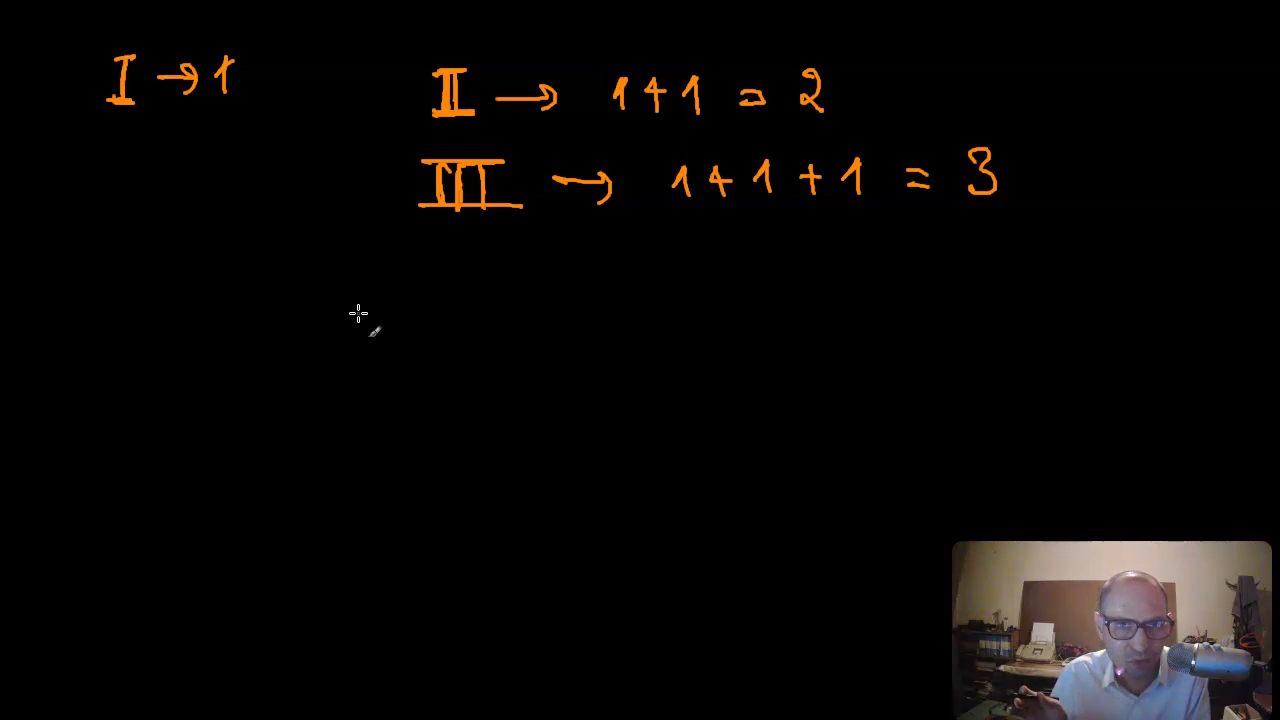 I → 1
II → 1 + 1 = 2
III → 1 + 1 + 1 = 3